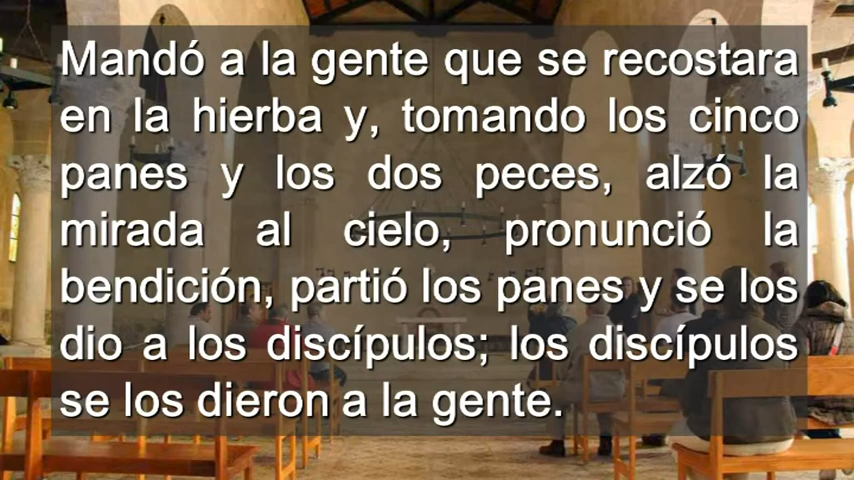 Mandó a la gente que se recostara
en la hierba y, tomando los cinco
panes y los dos peces, alzó la
mirada al cielo, pronunció la
bendición, partió los panes y se los
dio a los discípulos; los discípulos
se los dieron a la gente.